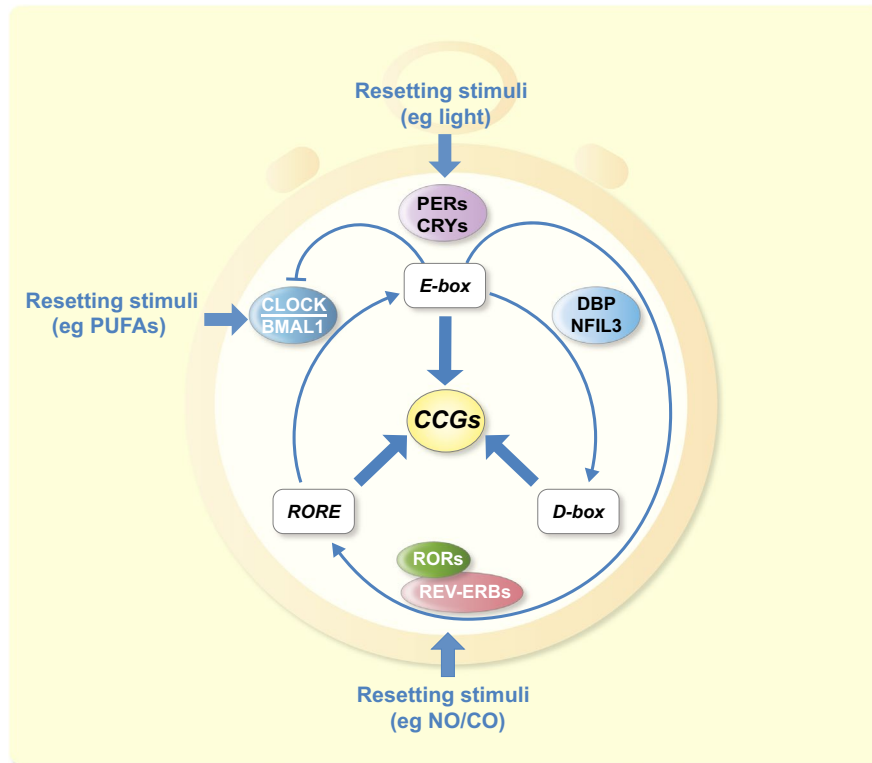 Resetting stimuli
(eg light)
PERs
CRYs
E-box
Resetting stimuli
(eg PUFAs)
CLOCK
BMAL1
DBP
NFIL3
CCGs
RORE
D-box
RORs
REV-ERBs
Resetting stimuli
(eg NO/CO)